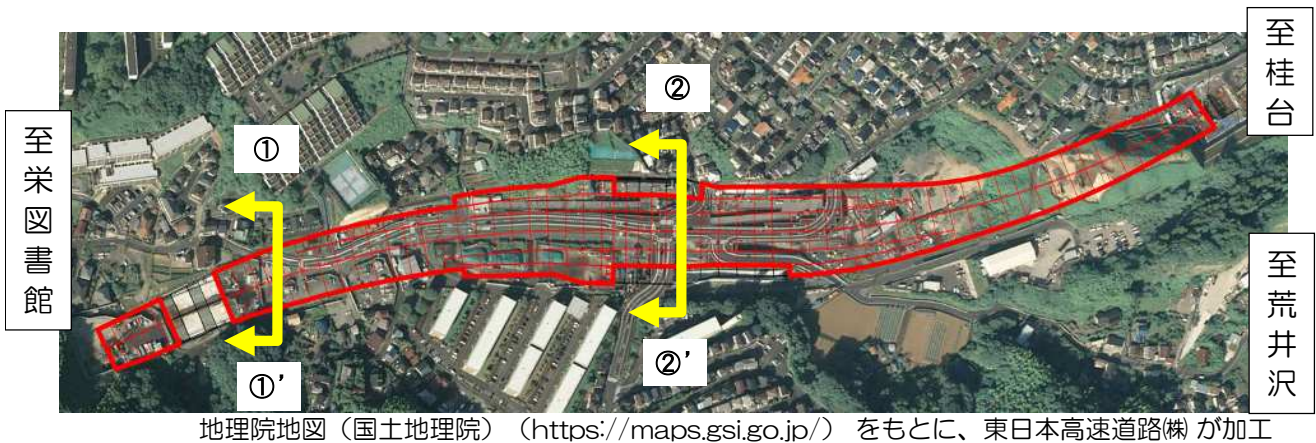 至桂台
②
至栄図書館
①
至荒井沢
②'
①'
地理院地図（国土地理院）（https://maps.gsi.go.jp/）をもとに、東日本高速道路㈱が加工